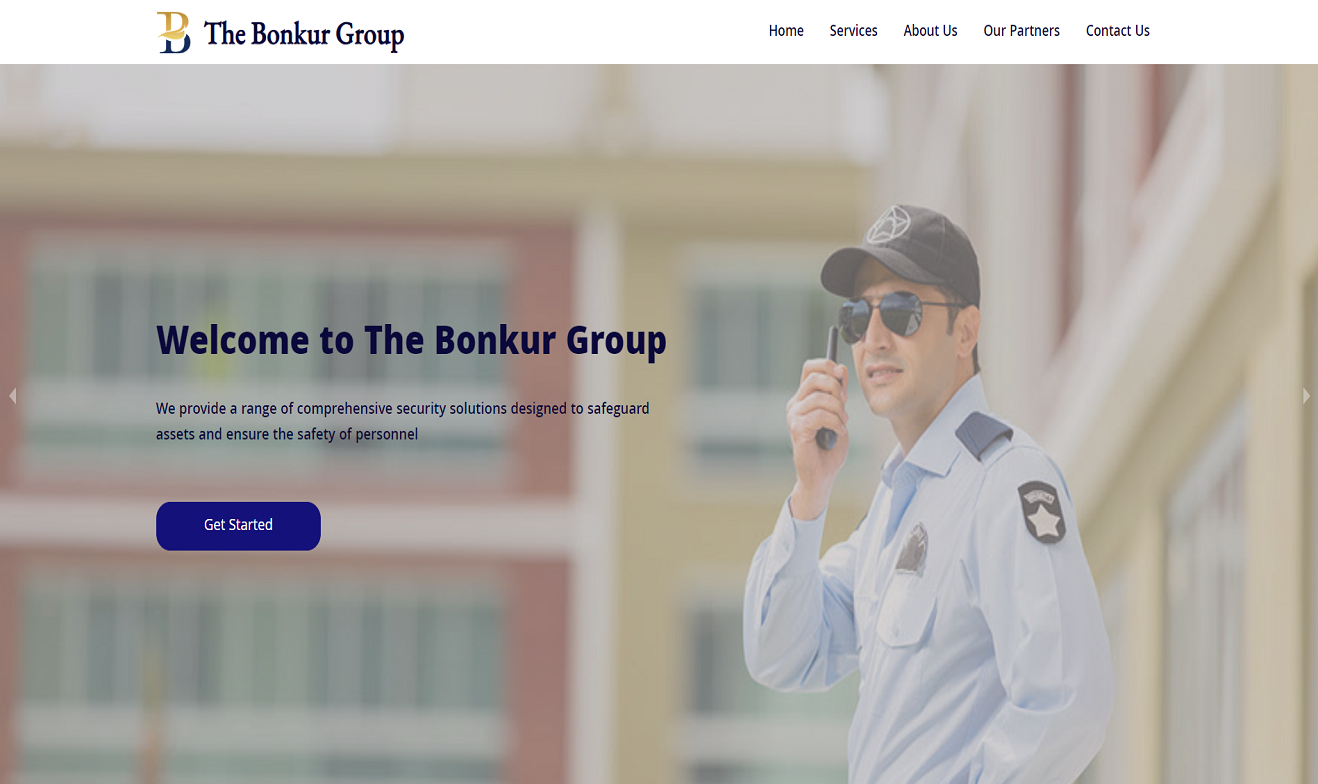 The Bonkur Group
Home Services About Us Our Partners Contact Us
Welcome to The Bonkur Group
We provide a range of comprehensive security solutions designed to safeguard
assets and ensure the safety of personnel
Get Started